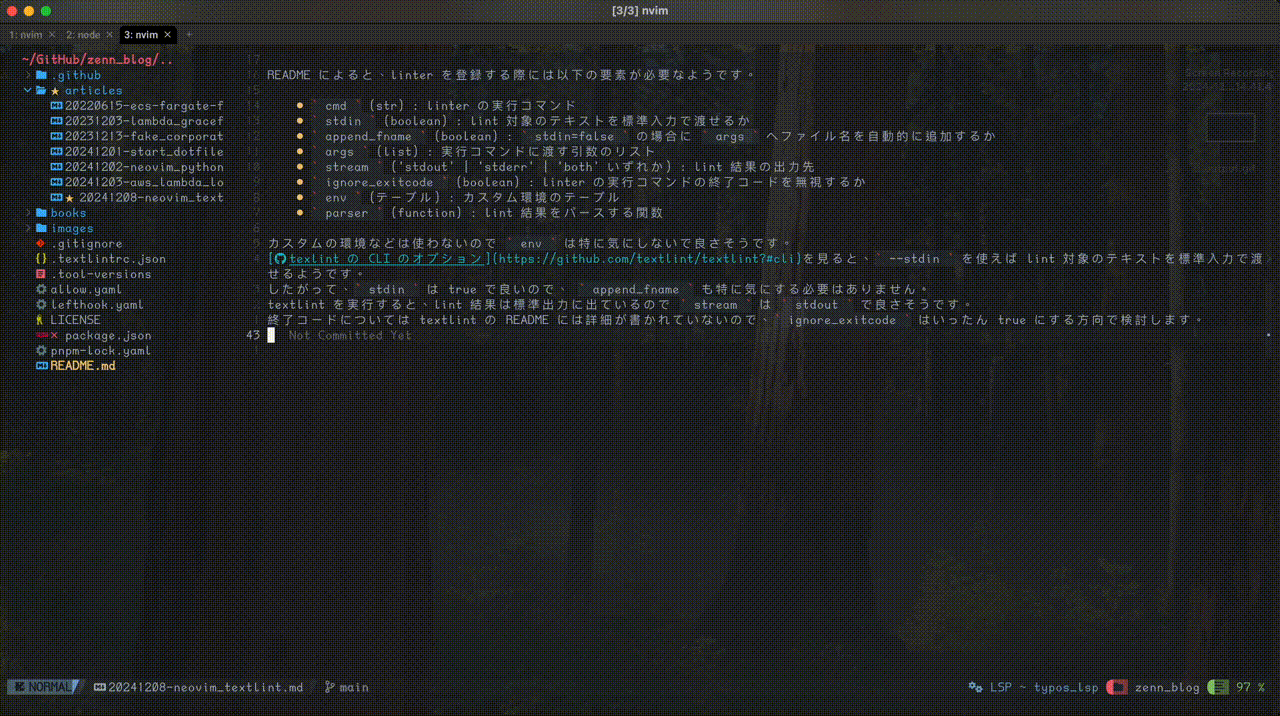 [3/3] nvim
1: nvim ✕ 2: node ✕ 3: nvim ✕ +
~/GitHub/zenn_blog/..
.github
articles
20220615-ecs-fargate-f
20231203-lambda_gracef
20231213-fake_corporat
20241201-start_dotfile
20241202-neovim_python
20241203-aws_lambda_lo
20241208-neovim_text
books
images
.gitignore
.textlintrc.json
.tool-versions
allow.yaml
lefthook.yaml
LICENSE
package.json
pnpm-lock.yaml
README.md
17
16 README によると、linter を登録する際には以下の要素が必要なようです。
15
14 ● ` cmd ` (str) : linter の実行コマンド
13 ● ` stdin ` (boolean) : lint 対象のテキストを標準入力で渡せるか
12 ● ` append_fname ` (boolean) : ` stdin=false ` の場合に ` args ` へファイル名を自動的に追加するか
11 ● ` args ` (list) : 実行コマンドに渡す引数のリスト
10 ● ` stream ` ('stdout' | 'stderr' | 'both' いずれか) : lint 結果の出力先
9 ● ` ignore_exitcode ` (boolean) : linter の実行コマンドの終了コードを無視するか
8 ● ` env ` (テーブル) : カスタム環境のテーブル
7 ● ` parser ` (function) : lint 結果をパースする関数
6
5 カスタムの環境などは使わないので ` env ` は特に気にしないで良さそうです。
4 [texlint の CLI のオプション](https://github.com/textlint/textlint?#cli)を見ると、` --stdin ` を使えば lint 対象のテキストを標準入力で渡
せるようです。
3 したがって、` stdin ` は true で良いので、 ` append_fname ` も特に気にする必要はありません。
2 textlint を実行すると、lint 結果は標準出力に出ているので ` stream ` は ` stdout ` で良さそうです。
1 終了コードについては textlint の README には詳細が書かれていないので、` ignore_exitcode ` はいったん true にする方向で検討します。
43 Not Committed Yet
1
NORMAL 20241208-neovim_textlint.md main LSP ~ typos_lsp zenn_blog 97 %